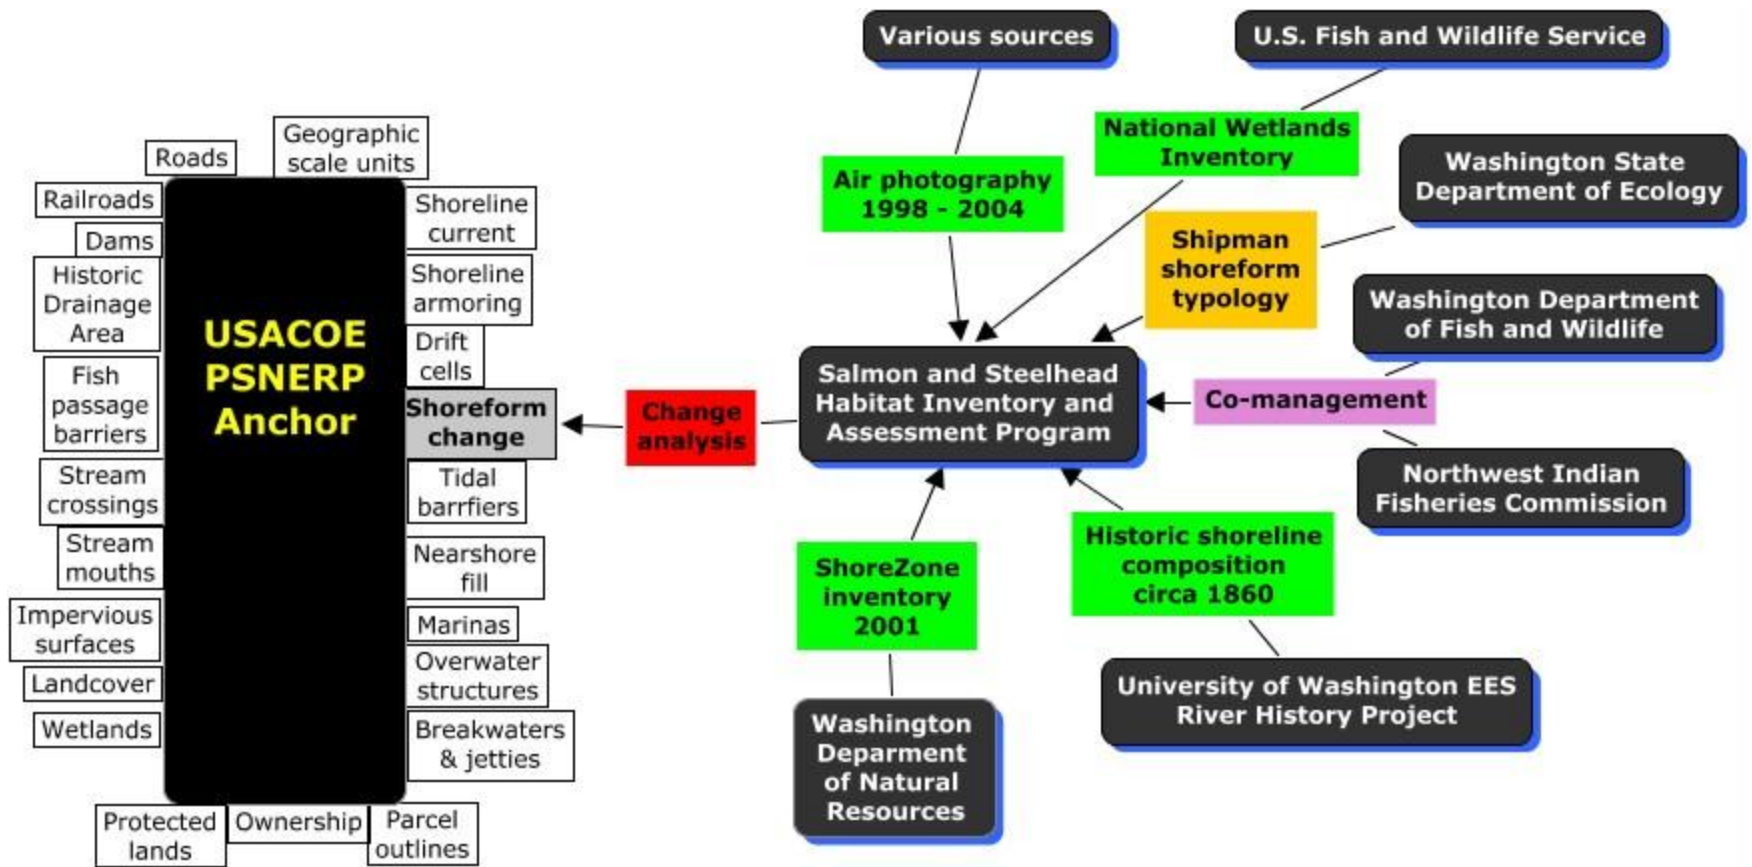 Various sources
U.S. Fish and Wildlife Service
Geographic
scale units
Roads
Railroads
Dams
Historic
Drainage
Area
Fish
passage
barriers
Stream
crossings
Stream
mouths
Impervious
surfaces
Landcover
Wetlands
Protected
lands
Ownership
Parcel
outlines
USACOE
PSNERP
Anchor
Shoreline
current
Shoreline
armoring
Drift
cells
Shoreform
change
Tidal
barrfiers
Nearshore
fill
Marinas
Overwater
structures
Breakwaters
& jetties
Change
analysis
Air photography
1998 - 2004
National Wetlands
Inventory
Washington State
Department of Ecology
Shipman
shoreform
typology
Washington Department
of Fish and Wildlife
Salmon and Steelhead
Habitat Inventory and
Assessment Program
Co-management
Northwest Indian
Fisheries Commission
ShoreZone
inventory
2001
Historic shoreline
composition
circa 1860
Washington
Deparment
of Natural
Resources
University of Washington EES
River History Project